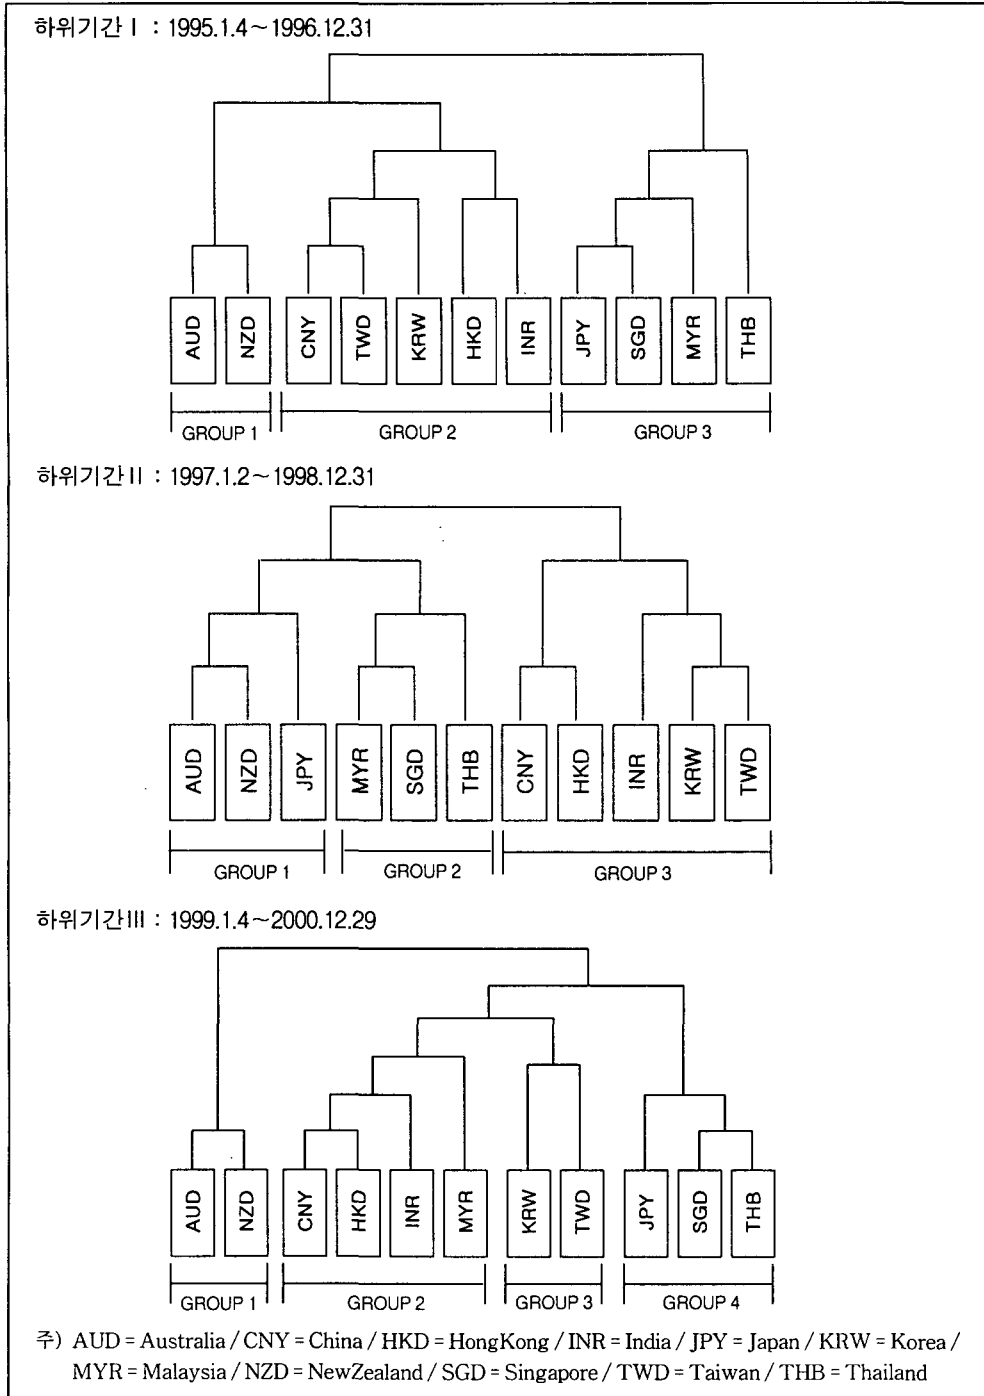 하위기간 I : 1995.1.4~1996.12.31
AUD NZD CNY TWD KRW HKD INR JPY SGD MYR THB
GROUP 1 GROUP 2 GROUP 3
하위기간 II : 1997.1.2~1998.12.31
AUD NZD JPY MYR SGD THB CNY HKD INR KRW TWD
GROUP 1 GROUP 2 GROUP 3
하위기간 III : 1999.1.4~2000.12.29
AUD NZD CNY HKD INR MYR KRW TWD JPY SGD THB
GROUP 1 GROUP 2 GROUP 3 GROUP 4
주) AUD = Australia / CNY = China / HKD = HongKong / INR = India / JPY = Japan / KRW = Korea /
MYR = Malaysia / NZD = NewZealand / SGD = Singapore / TWD = Taiwan / THB = Thailand